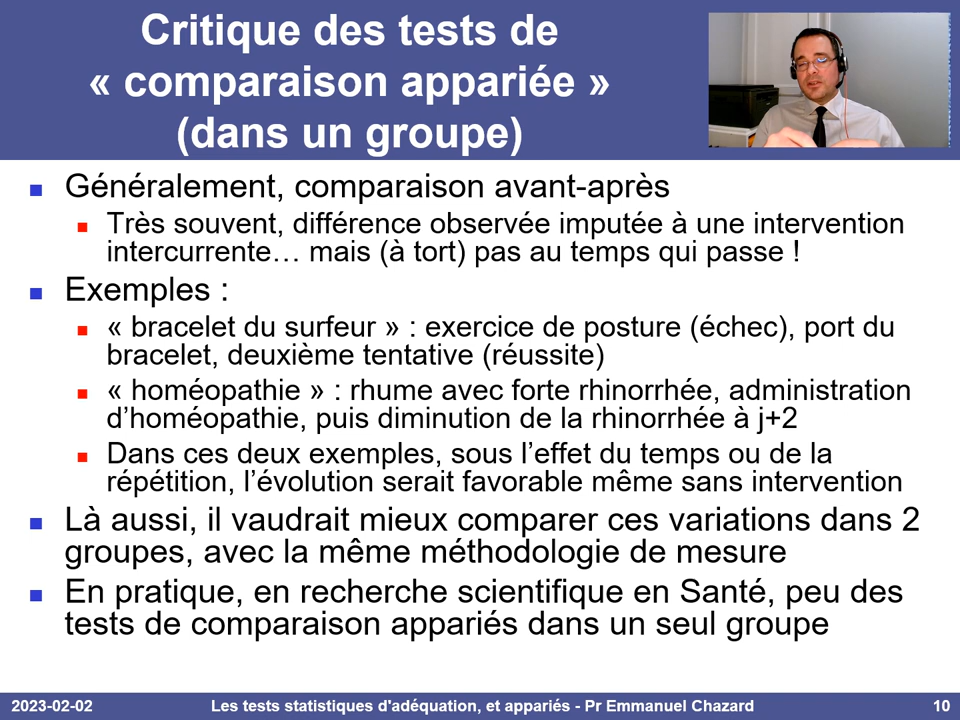 Critique des tests de
« comparaison appariée »
(dans un groupe)
Généralement, comparaison avant-après
Très souvent, différence observée imputée à une intervention
intercurrente… mais (à tort) pas au temps qui passe !
Exemples :
« bracelet du surfeur » : exercice de posture (échec), port du
bracelet, deuxième tentative (réussite)
« homéopathie » : rhume avec forte rhinorrhée, administration
d’homéopathie, puis diminution de la rhinorrhée à j+2
Dans ces deux exemples, sous l’effet du temps ou de la
répétition, l’évolution serait favorable même sans intervention
Là aussi, il vaudrait mieux comparer ces variations dans 2
groupes, avec la même méthodologie de mesure
En pratique, en recherche scientifique en Santé, peu des
tests de comparaison appariés dans un seul groupe
2023-02-02
Les tests statistiques d'adéquation, et appariés - Pr Emmanuel Chazard
10